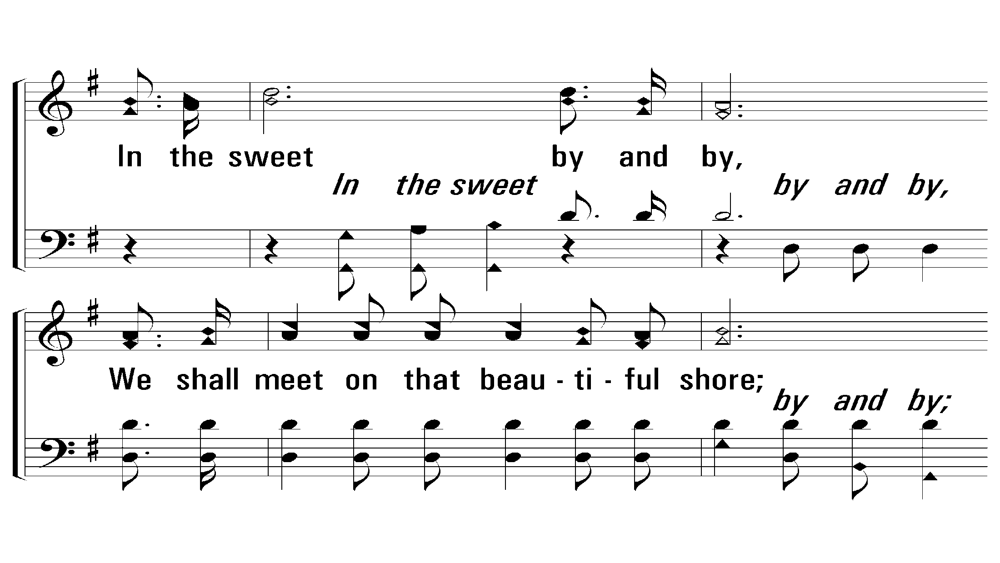 In the sweet by and by,
In the sweet by and by,
We shall meet on that beau - ti - ful shore;
by and by;